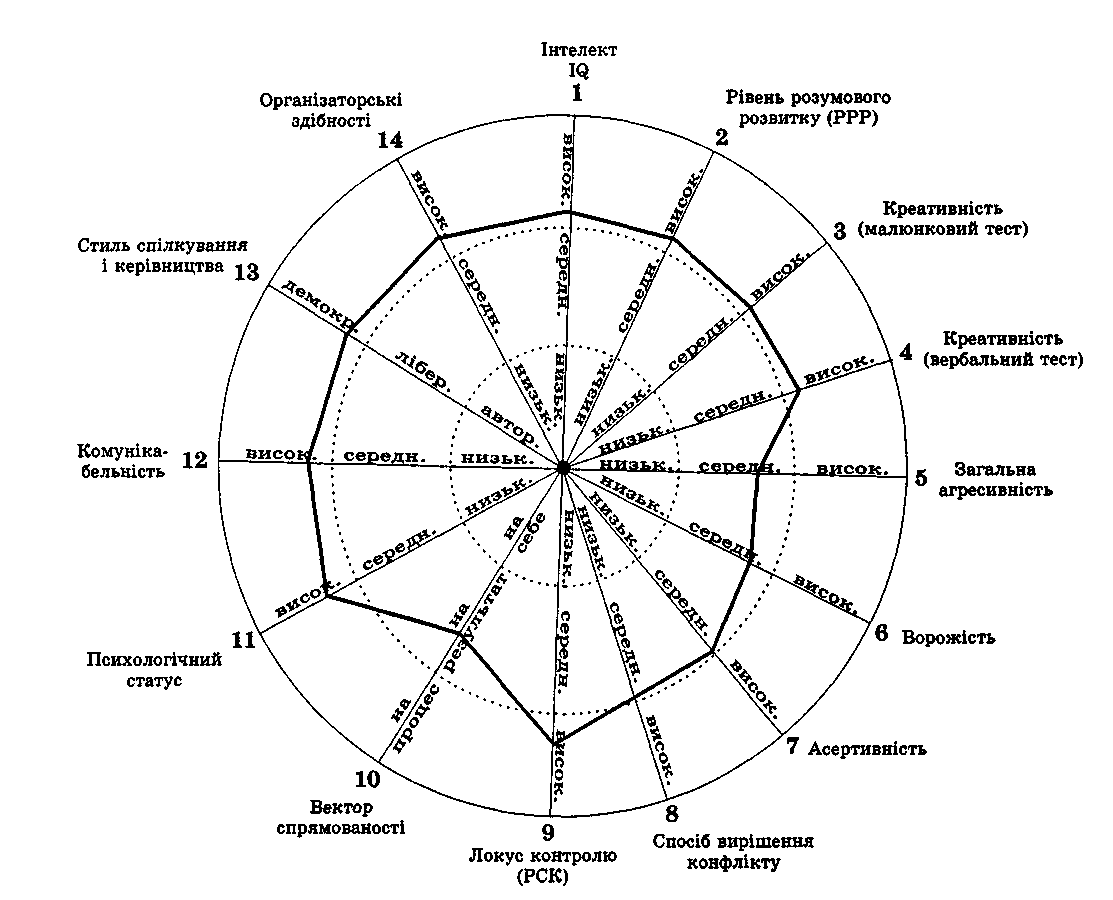 Інтелект
IQ
1
Рівень розумового
розвитку (РРР)
2
Креативність
(малюнковий тест)
3
Креативність
(вербальний тест)
4
5
Загальна
агресивність
6
Ворожість
7
Асертивність
8
Спосіб вирішення
конфлікту
9
Локус контролю
(РСК)
10
Вектор
спрямованості
11
Психологічний
статус
12
Комуніка-
бельність
13
Стиль спілкування
і керівництва
14
Організаторські
здібності
висок.
середн.
низьк.
висок.
середн.
низьк.
висок.
середн.
низьк.
висок.
середн.
низьк.
низьк.
середн.
висок.
низьк.
середн.
висок.
низьк.
середн.
висок.
низьк.
середн.
висок.
низьк.
середн.
висок.
на
себе
на
результат
на
процес
низьк.
середн.
висок.
висок.
середн.
низьк.
демокр.
лібер.
автор.
висок.
середн.
низьк.